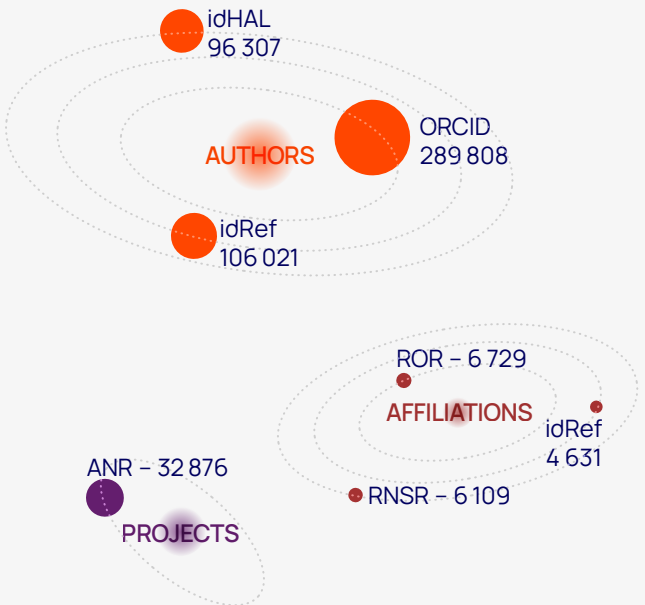 idHAL
96 307
ORCID
289 808
AUTHORS
idRef
106 021
ROR – 6 729
AFFILIATIONS
idRef
4 631
RNSR – 6 109
ANR – 32 876
PROJECTS